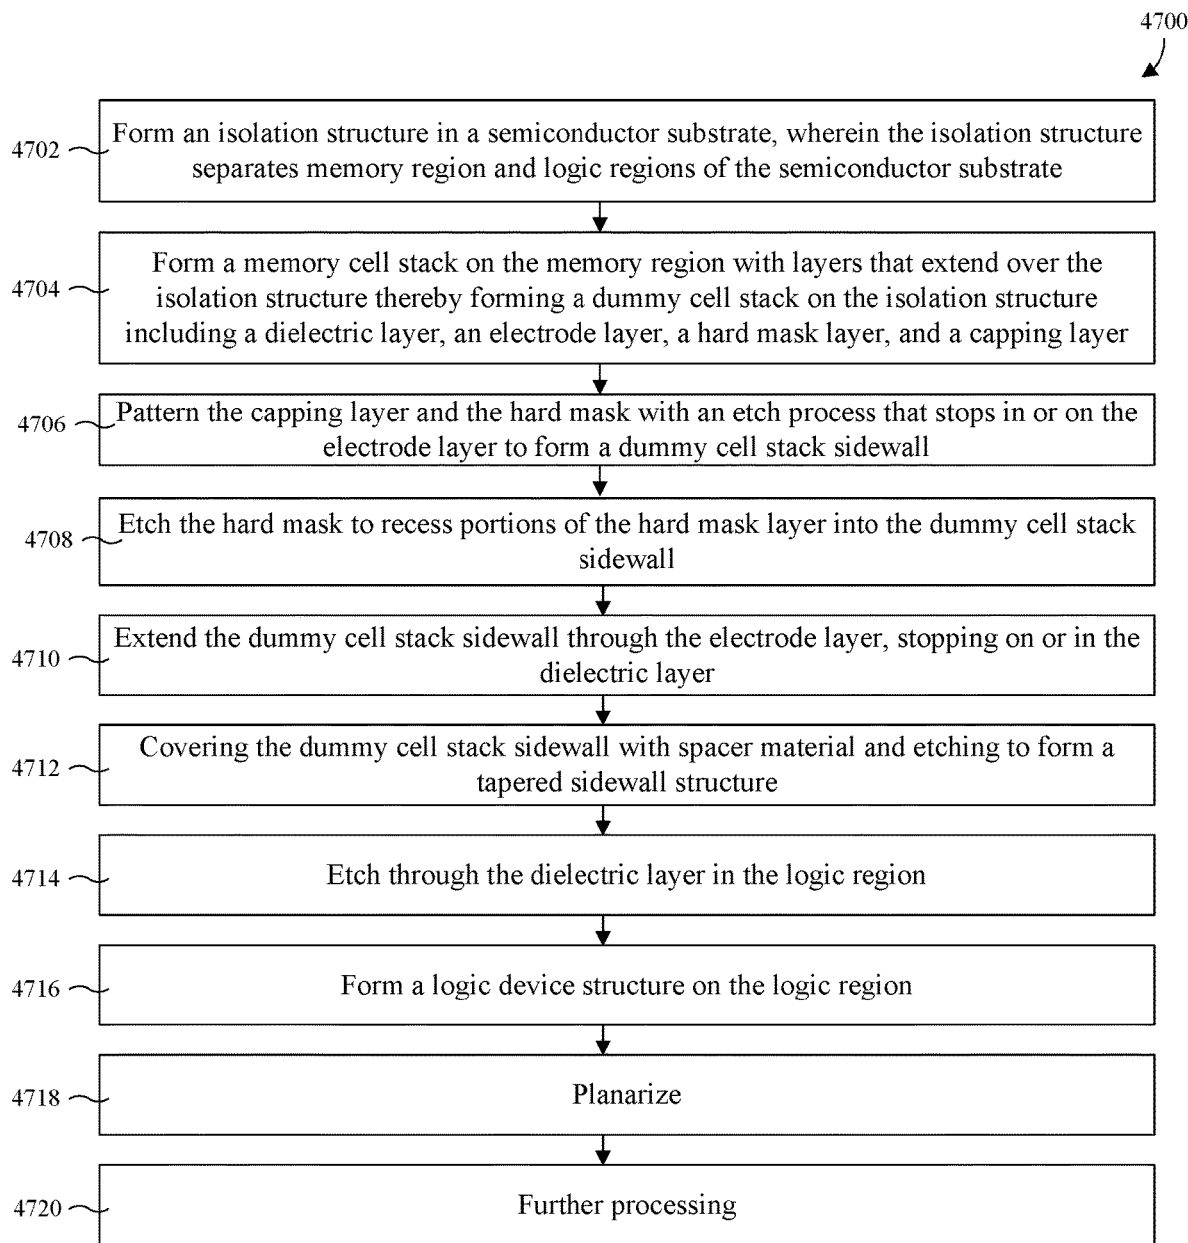 4700
4702
Form an isolation structure in a semiconductor substrate, wherein the isolation structure
separates memory region and logic regions of the semiconductor substrate
4704
Form a memory cell stack on the memory region with layers that extend over the
isolation structure thereby forming a dummy cell stack on the isolation structure
including a dielectric layer, an electrode layer, a hard mask layer, and a capping layer
4706
Pattern the capping layer and the hard mask with an etch process that stops in or on the
electrode layer to form a dummy cell stack sidewall
4708
Etch the hard mask to recess portions of the hard mask layer into the dummy cell stack
sidewall
4710
Extend the dummy cell stack sidewall through the electrode layer, stopping on or in the
dielectric layer
4712
Covering the dummy cell stack sidewall with spacer material and etching to form a
tapered sidewall structure
4714
Etch through the dielectric layer in the logic region
4716
Form a logic device structure on the logic region
4718
Planarize
4720
Further processing